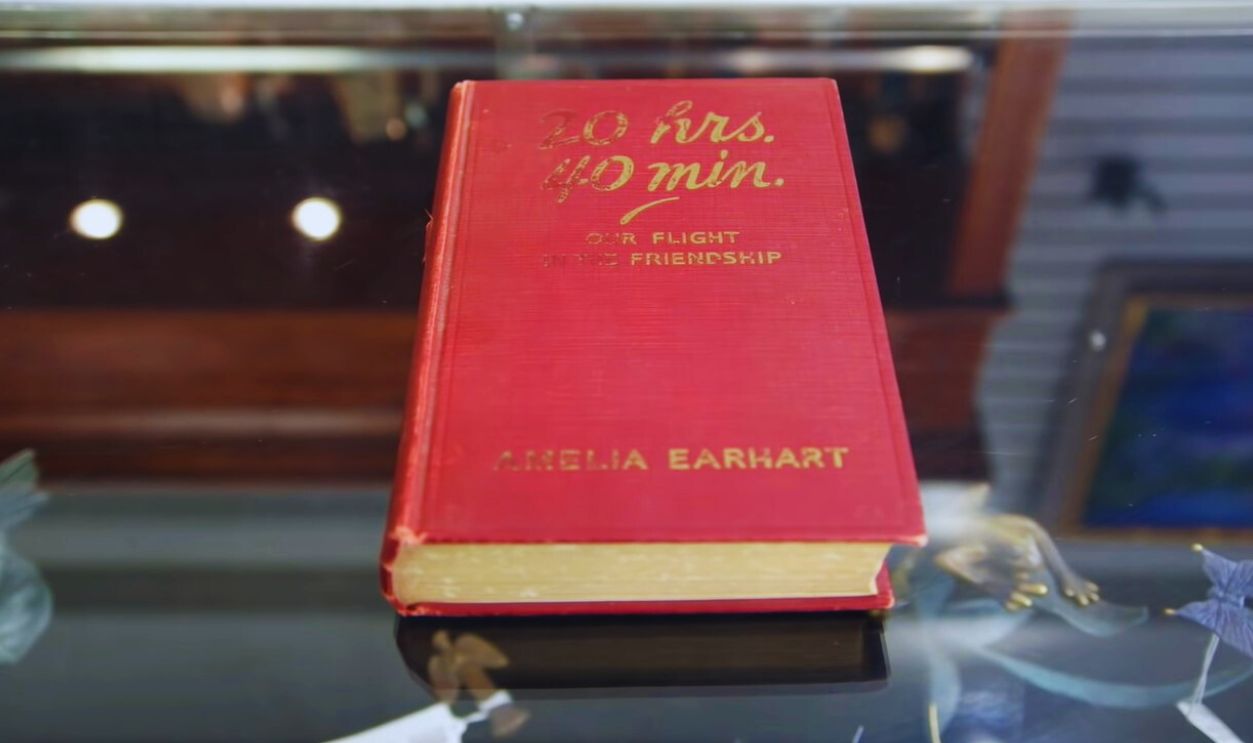 20 hrs.
40 min.
OUR FLIGHT
IN THE FRIENDSHIP
AMELIA EARHART